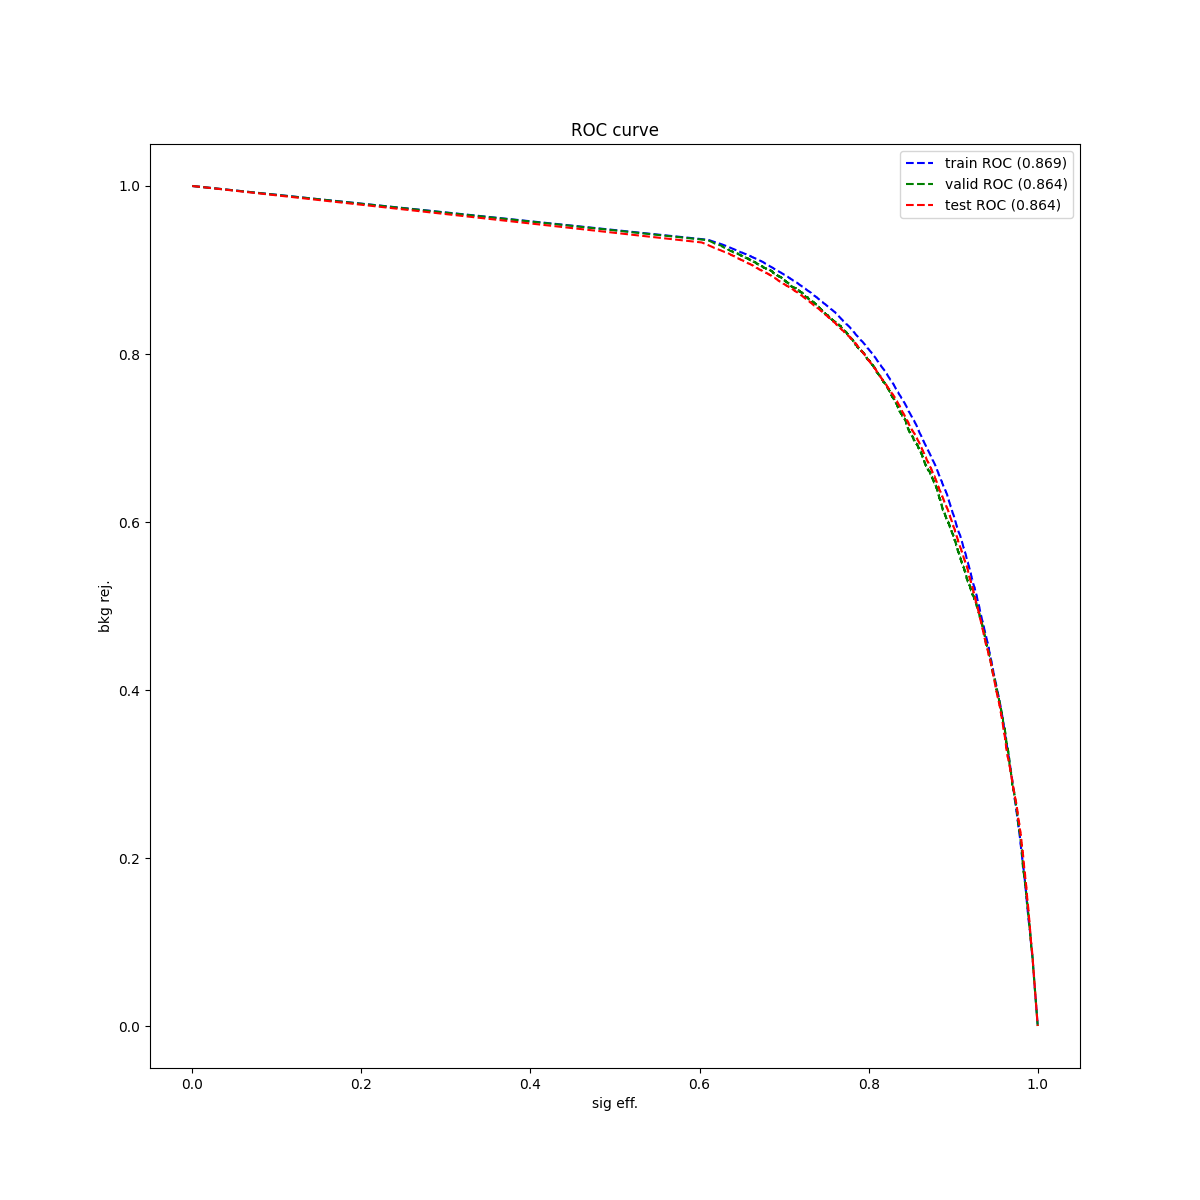 ROC curve
train ROC (0.869)
valid ROC (0.864)
test ROC (0.864)
1.0
0.8
0.6
0.4
0.2
0.0
bkg rej.
0.0 0.2 0.4 0.6 0.8 1.0
sig eff.